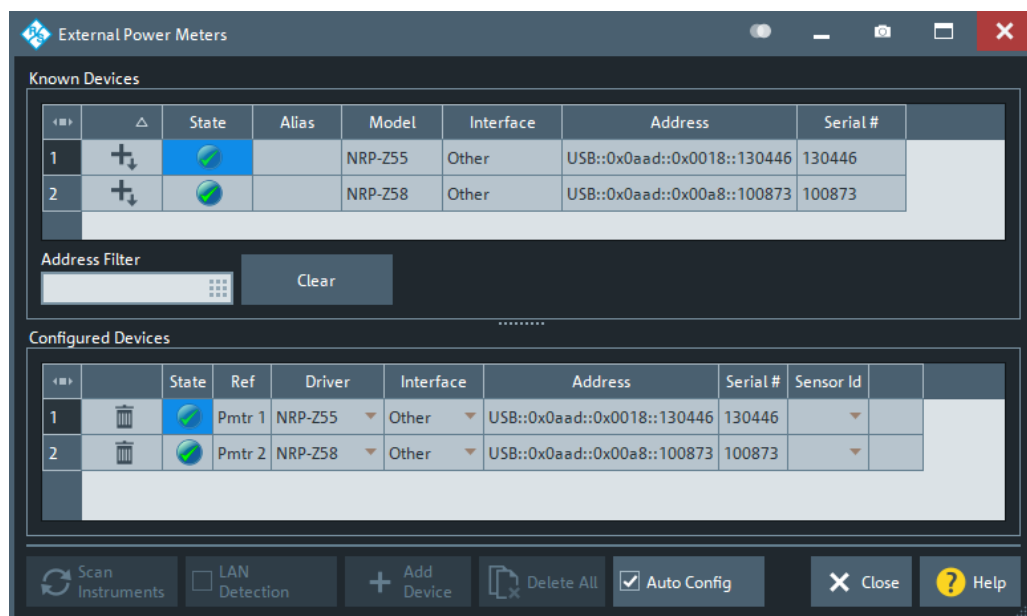 R&S External Power Meters
Known Devices
State Alias Model Interface Address Serial #
1 NRP-Z55 Other USB::0x0aad::0x0018::130446 130446
2 NRP-Z58 Other USB::0x0aad::0x00a8::100873 100873
Address Filter
Clear
Configured Devices
State Ref Driver Interface Address Serial # Sensor Id
1 Pmtr 1 NRP-Z55 Other USB::0x0aad::0x0018::130446 130446
2 Pmtr 2 NRP-Z58 Other USB::0x0aad::0x00a8::100873 100873
Scan
Instruments
LAN
Detection
Add
Device
Delete All
Auto Config
Close
? Help